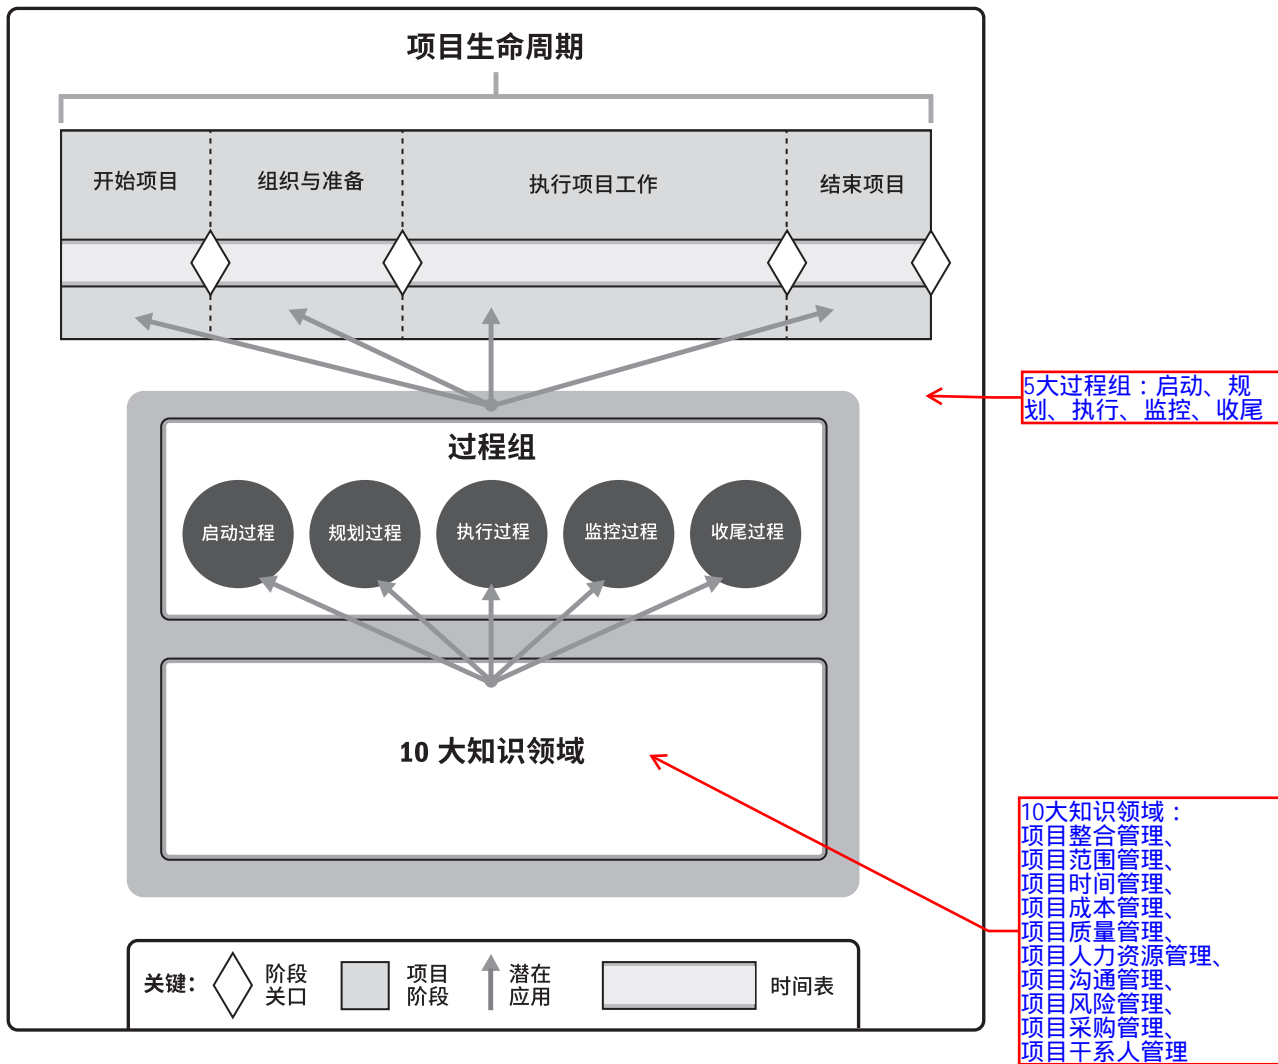 项目生命周期
开始项目
组织与准备
执行项目工作
结束项目
5大过程组：启动、规
划、执行、监控、收尾
过程组
启动过程
规划过程
执行过程
监控过程
收尾过程
10 大知识领域
10大知识领域：
项目整合管理、
项目范围管理、
项目时间管理、
项目成本管理、
项目质量管理、
项目人力资源管理、
项目沟通管理、
项目风险管理、
项目采购管理、
项目干系人管理
关键：
阶段
关口
项目
阶段
潜在
应用
时间表